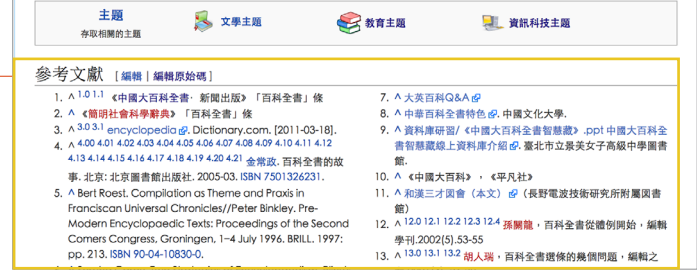 主題
存取相關的主題
文學主題
教育主題
資訊科技主題
參考文獻 [編輯 | 編輯原始碼]
1. ^ 1.0 1.1 《中國大百科全書· 新聞出版》「百科全書」條
2. ^ 《簡明社會科學辭典》「百科全書」條
3. ^ 3.0 3.1 encyclopedia. Dictionary.com. [2011-03-18].
4. ^ 4.00 4.01 4.02 4.03 4.04 4.05 4.06 4.07 4.08 4.09 4.10 4.11 4.12
4.13 4.14 4.15 4.16 4.17 4.18 4.19 4.20 4.21 金常政. 百科全書的故
事. 北京: 北京圖書館出版社. 2005-03. ISBN 7501326231.
5. ^ Bert Roest. Compilation as Theme and Praxis in
Franciscan Universal Chronicles//Peter Binkley. Pre-
Modern Encyclopaedic Texts: Proceedings of the Second
Comers Congress, Groningen, 1–4 July 1996. BRILL. 1997:
pp. 213. ISBN 90-04-10830-0.
7. ^ 大英百科Q&A
8. ^ 中華百科全書特色. 中國文化大學.
9. ^ 資料庫研習/《中國大百科全書智慧藏》.ppt 中國大百科全
書智慧藏線上資料庫介紹. 臺北市立景美女子高級中學圖書
館.
10. ^ 《中國大百科》，《平凡社》
11. ^ 和漢三才図會（本文）（長野電波技術研究所附屬図書
館）
12. ^ 12.0 12.1 12.2 12.3 12.4 孫關龍，百科全書從體例開始，編輯
學刊.2002(5).53-55
13. ^ 13.0 13.1 13.2 胡人瑞，百科全書選條的幾個問題，編輯之